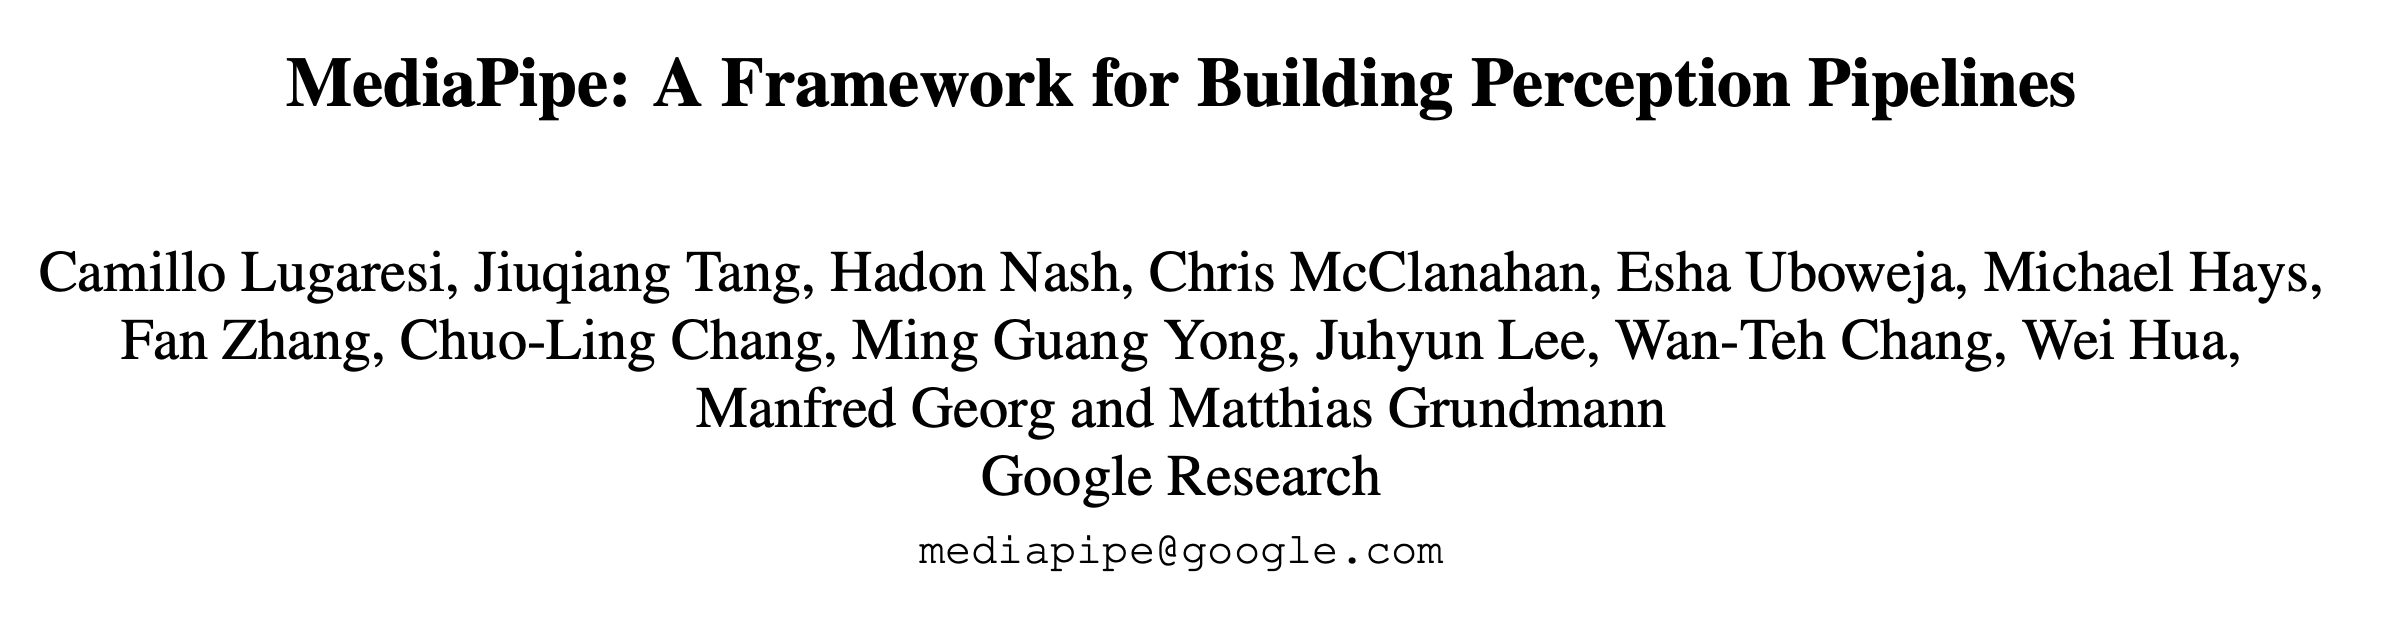 MediaPipe: A Framework for Building Perception Pipelines
Camillo Lugaresi, Jiuqiang Tang, Hadon Nash, Chris McClanahan, Esha Uboweja, Michael Hays,
Fan Zhang, Chuo-Ling Chang, Ming Guang Yong, Juhyun Lee, Wan-Teh Chang, Wei Hua,
Manfred Georg and Matthias Grundmann
Google Research
mediapipe@google.com